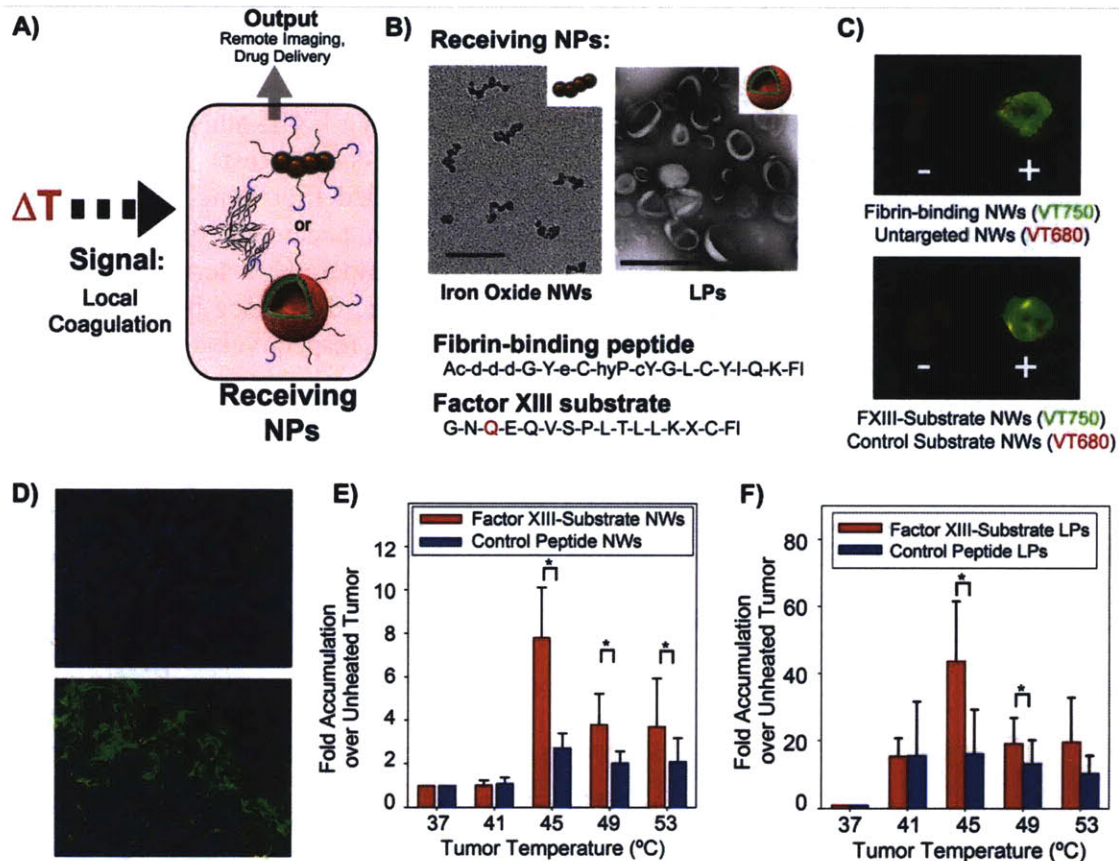 A)
Output
Remote Imaging,
Drug Delivery
ΔT
Signal:
Local
Coagulation
or
Receiving
NPs
B)
Receiving NPs:
Iron Oxide NWs
LPs
Fibrin-binding peptide
Ac-d-d-d-G-Y-e-C-hyP-cY-G-L-C-Y-I-Q-K-Fl
Factor XIII substrate
G-N-Q-E-Q-V-S-P-L-T-L-L-K-X-C-Fl
C)
- +
Fibrin-binding NWs (VT750)
Untargeted NWs (VT680)
- +
FXIII-Substrate NWs (VT750)
Control Substrate NWs (VT680)
D)
E)
Factor XIII-Substrate NWs
Control Peptide NWs
Fold Accumulation
over Unheated Tumor
12
10
8
6
4
2
0
* * *
37 41 45 49 53
Tumor Temperature (ºC)
F)
Factor XIII-Substrate LPs
Control Peptide LPs
Fold Accumulation
over Unheated Tumor
80
60
40
20
0
* *
37 41 45 49 53
Tumor Temperature (ºC)